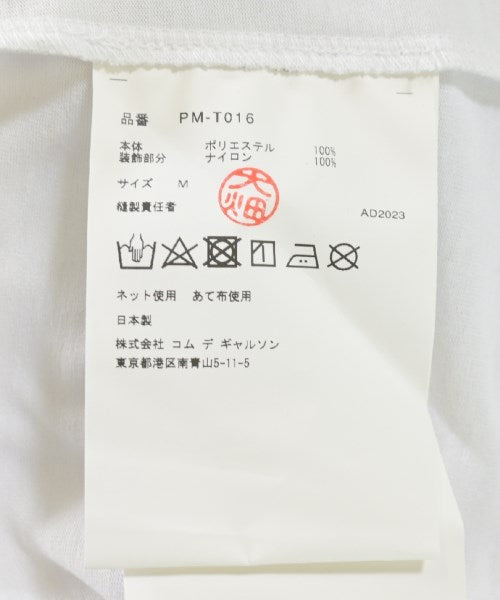 品番 PM-T016
本体 ポリエステル 100%
装飾部分 ナイロン 100%
サイズ M
大畑
縫製責任者
AD2023
ネット使用 あて布使用
日本製
株式会社 コム デ ギャルソン
東京都港区南青山5-11-5